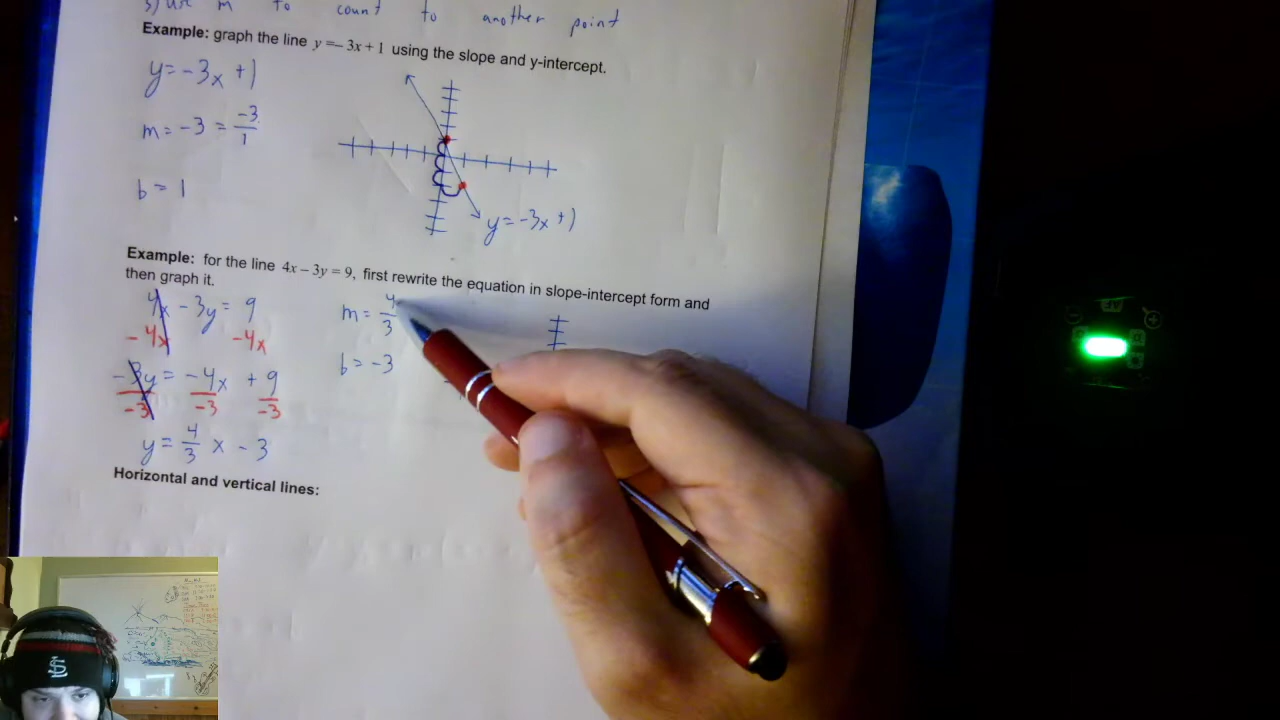 3) use m to count to another point
Example: graph the line y = -3x + 1 using the slope and y-intercept.
y = -3x + 1
m = -3 = -3/1
b = 1
y = -3x + 1
Example: for the line 4x - 3y = 9, first rewrite the equation in slope-intercept form and
then graph it.
4x - 3y = 9
-4x -4x
-3y = -4x + 9
-3 -3 -3
y = 4/3 x - 3
m = 4/3
b = -3
Horizontal and vertical lines: